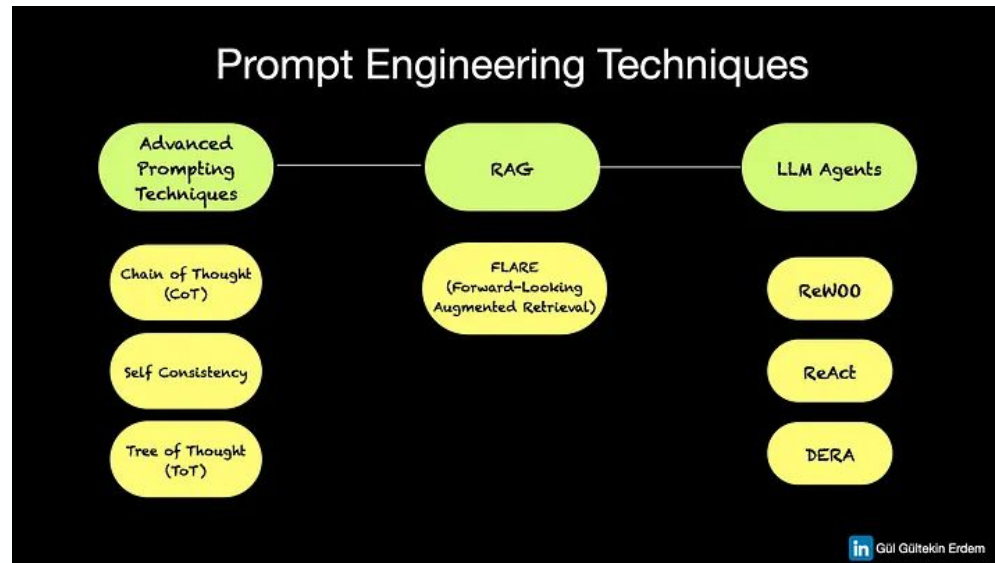 Prompt Engineering Techniques
Advanced
Prompting
Techniques
RAG
LLM Agents
Chain of Thought
(CoT)
Self Consistency
Tree of Thought
(ToT)
FLARE
(Forward-Looking
Augmented Retrieval)
ReWOO
ReAct
DERA
in Gül Gültekin Erdem